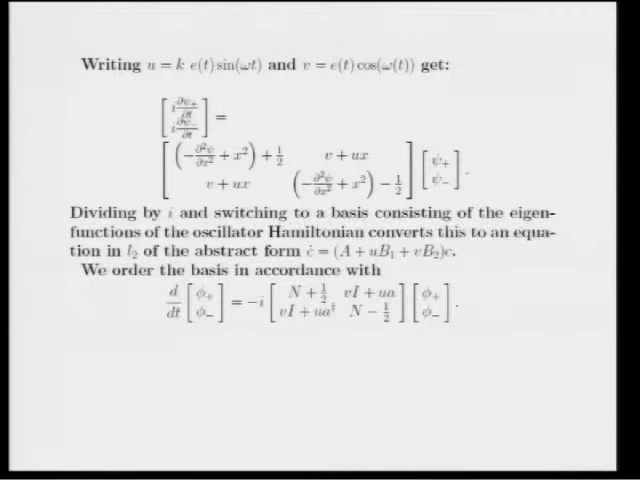 Writing u = k e(t) sin(ωt) and v = e(t) cos(ω(t)) get:
[ i ∂ψ₊/∂t ; i ∂ψ₋/∂t ] =
[ (−∂²ψ/∂x² + x²) + 1/2   v + ux ; v + ux   (−∂²ψ/∂x² + x²) − 1/2 ] [ ψ₊ ; ψ₋ ] .
Dividing by i and switching to a basis consisting of the eigen-
functions of the oscillator Hamiltonian converts this to an equa-
tion in l₂ of the abstract form ċ = (A + uB₁ + vB₂)c.
We order the basis in accordance with
d/dt [ ϕ₊ ; ϕ₋ ] = −i [ N + 1/2   vI + ua ; vI + ua†   N − 1/2 ] [ ϕ₊ ; ϕ₋ ] .